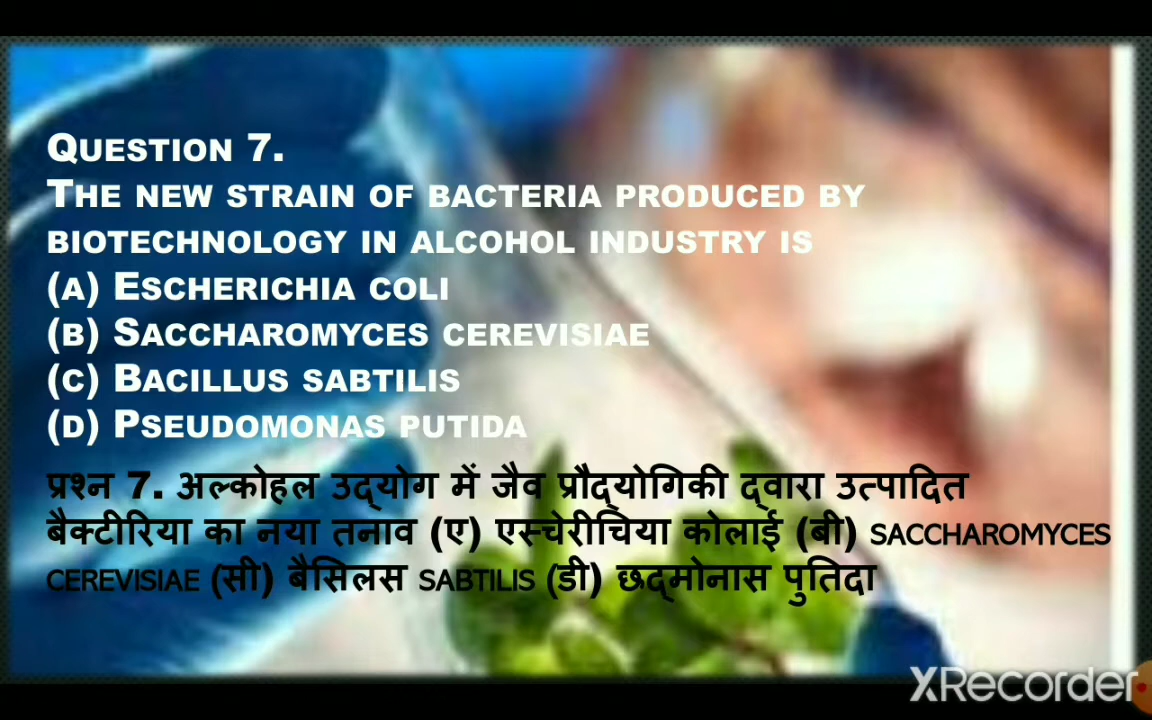 QUESTION 7.
THE NEW STRAIN OF BACTERIA PRODUCED BY
BIOTECHNOLOGY IN ALCOHOL INDUSTRY IS
(A) ESCHERICHIA COLI
(B) SACCHAROMYCES CEREVISIAE
(C) BACILLUS SABTILIS
(D) PSEUDOMONAS PUTIDA
प्रश्न 7. अल्कोहल उद्योग में जैव प्रौद्योगिकी द्वारा उत्पादित
बैक्टीरिया का नया तनाव (ए) एस्चेरीचिया कोलाई (बी) SACCHAROMYCES
CEREVISIAE (सी) बैसिलस SABTILIS (डी) छद्मोनास पुतिदा
XRecorder